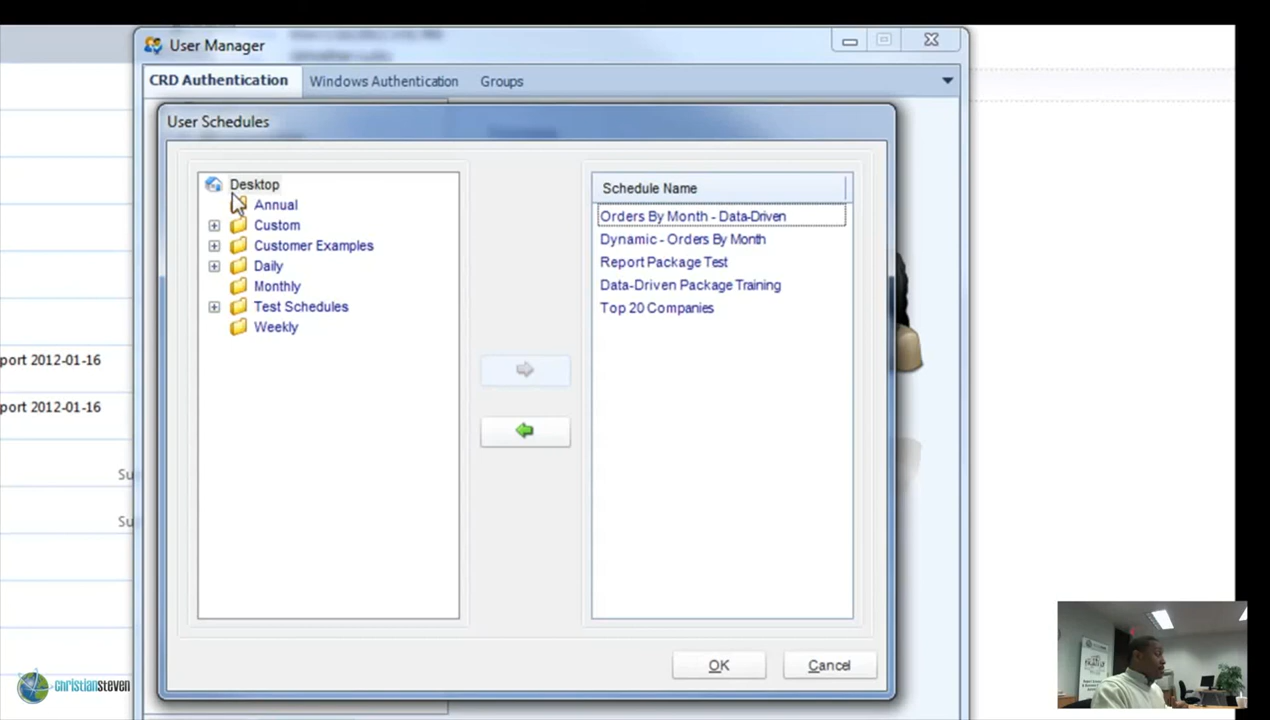 User Manager
CRD Authentication
Windows Authentication
Groups
User Schedules
Desktop
Annual
Custom
Customer Examples
Daily
Monthly
Test Schedules
Weekly
Schedule Name
Orders By Month - Data-Driven
Dynamic - Orders By Month
Report Package Test
Data-Driven Package Training
Top 20 Companies
OK
Cancel
port 2012-01-16
port 2012-01-16
Su
Su
christiansteven